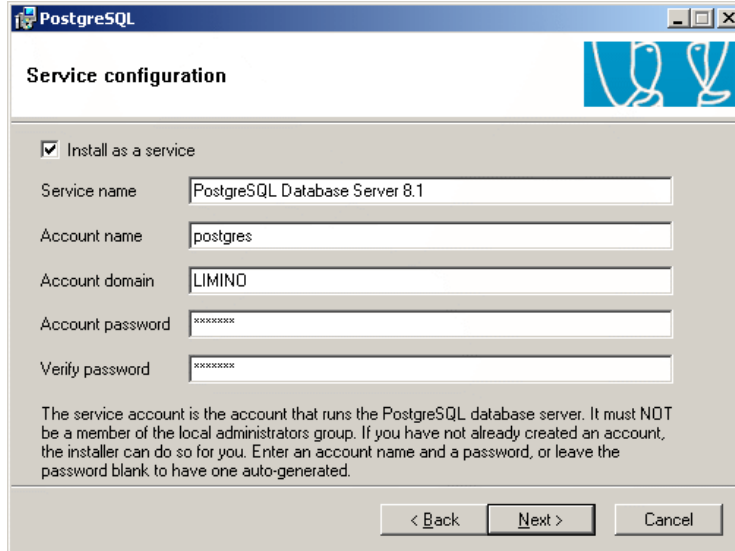 PostgreSQL
Service configuration
Install as a service
Service name
PostgreSQL Database Server 8.1
Account name
postgres
Account domain
LIMINO
Account password
*******
Verify password
*******
The service account is the account that runs the PostgreSQL database server. It must NOT
be a member of the local administrators group. If you have not already created an account,
the installer can do so for you. Enter an account name and a password, or leave the
password blank to have one auto-generated.
< Back
Next >
Cancel